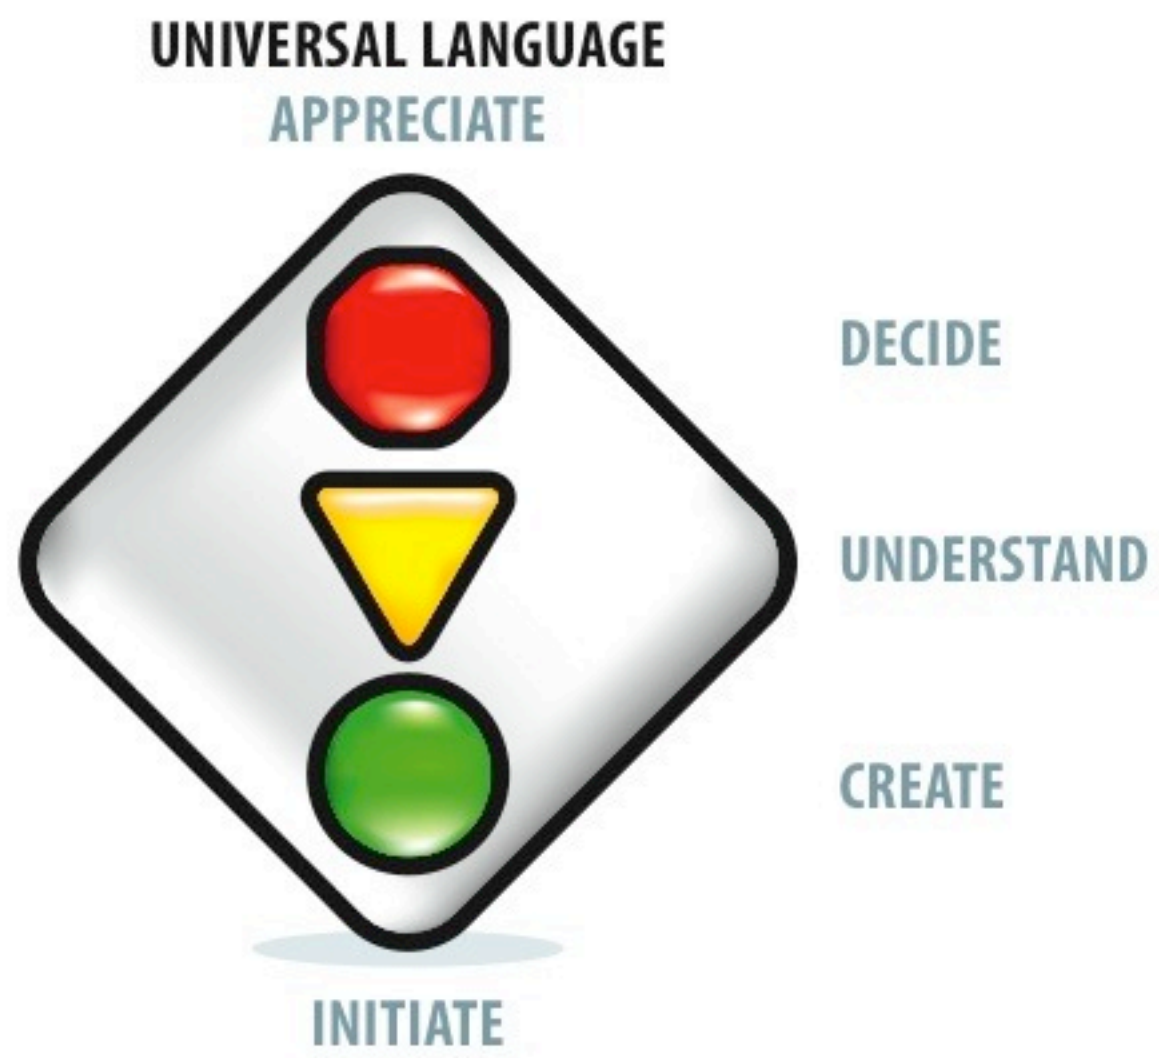 UNIVERSAL LANGUAGE
APPRECIATE
DECIDE
UNDERSTAND
CREATE
INITIATE